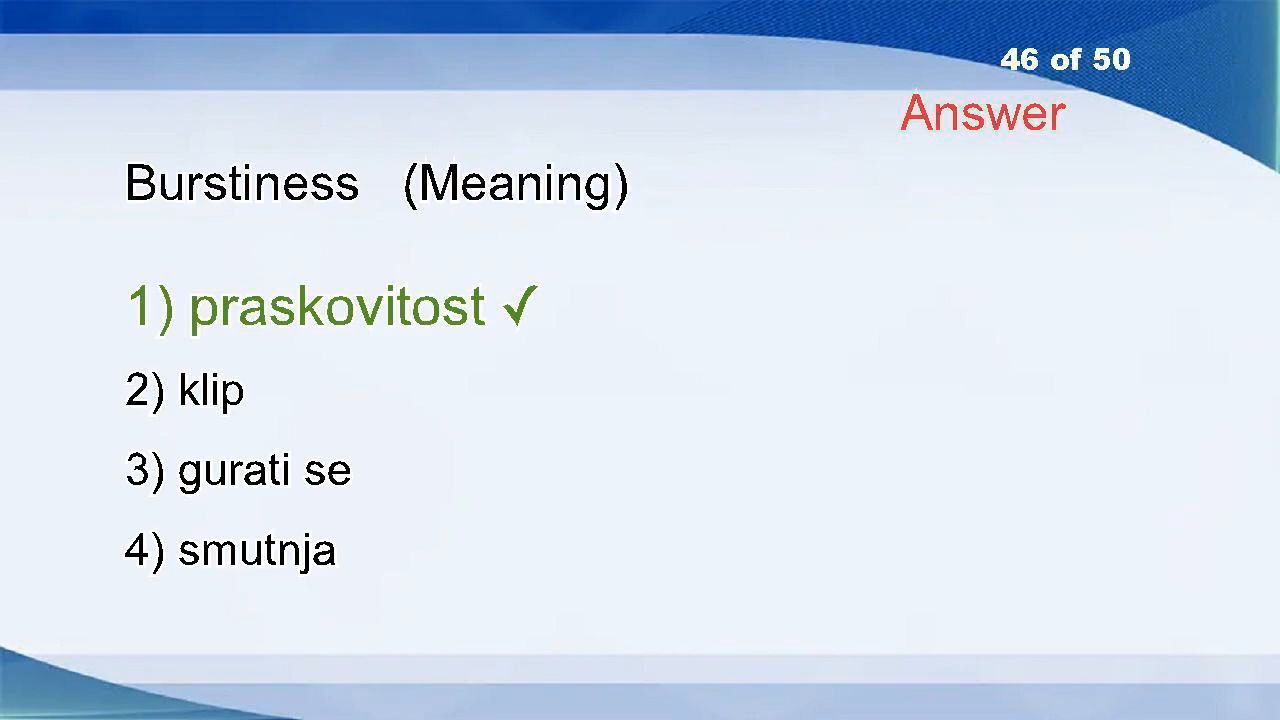 46 of 50
Answer
Burstiness (Meaning)
1) praskovitost ✓
2) klip
3) gurati se
4) smutnja